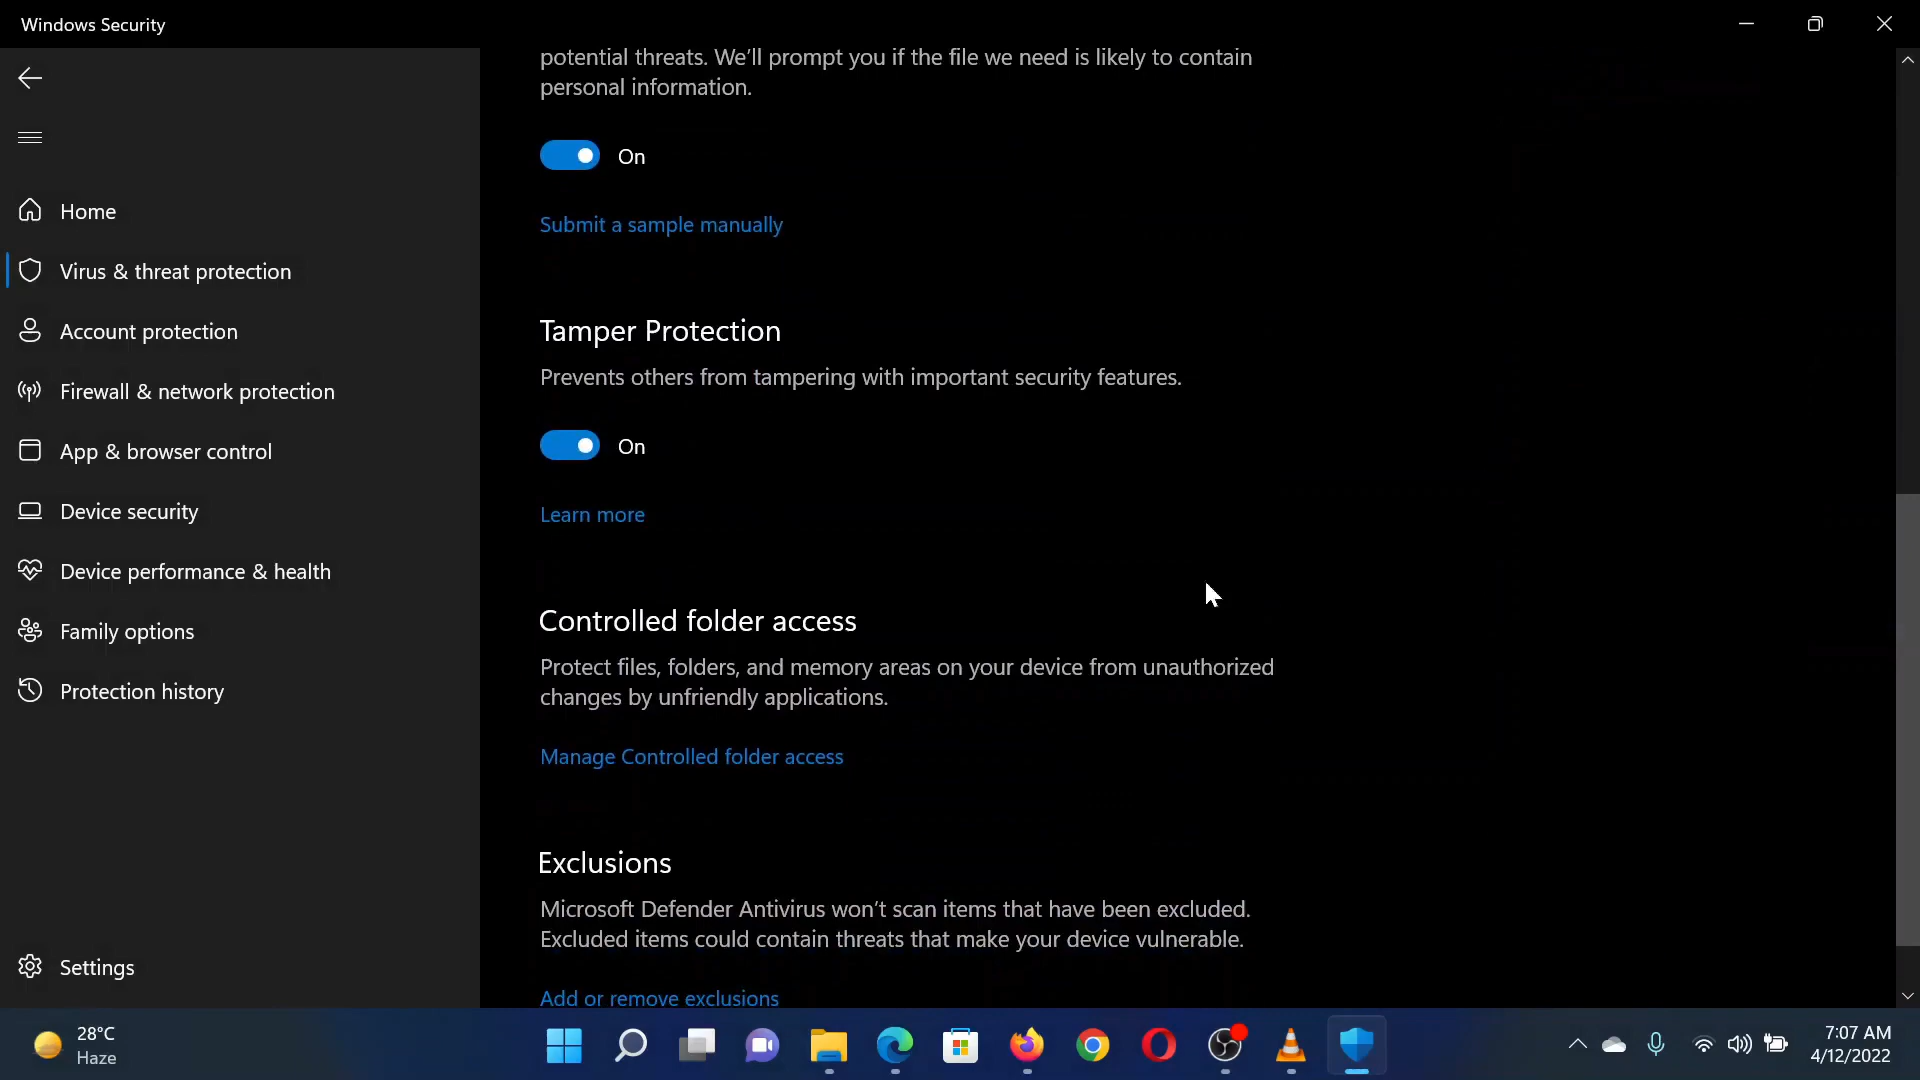 Windows Security
potential threats. We'll prompt you if the file we need is likely to contain
personal information.
On
Submit a sample manually
Home
Virus & threat protection
Account protection
Firewall & network protection
App & browser control
Device security
Device performance & health
Family options
Protection history
Settings
Tamper Protection
Prevents others from tampering with important security features.
On
Learn more
Controlled folder access
Protect files, folders, and memory areas on your device from unauthorized
changes by unfriendly applications.
Manage Controlled folder access
Exclusions
Microsoft Defender Antivirus won't scan items that have been excluded.
Excluded items could contain threats that make your device vulnerable.
Add or remove exclusions
28°C
Haze
7:07 AM
4/12/2022